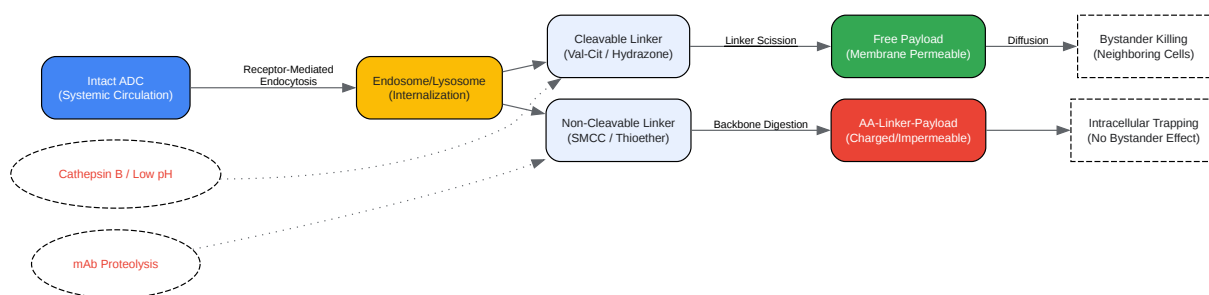 Intact ADC
(Systemic Circulation)
Receptor-Mediated
Endocytosis
Endosome/Lysosome
(Internalization)
Cleavable Linker
(Val-Cit / Hydrazone)
Linker Scission
Free Payload
(Membrane Permeable)
Diffusion
Bystander Killing
(Neighboring Cells)
Non-Cleavable Linker
(SMCC / Thioether)
Backbone Digestion
AA-Linker-Payload
(Charged/Impermeable)
Intracellular Trapping
(No Bystander Effect)
Cathepsin B / Low pH
mAb Proteolysis